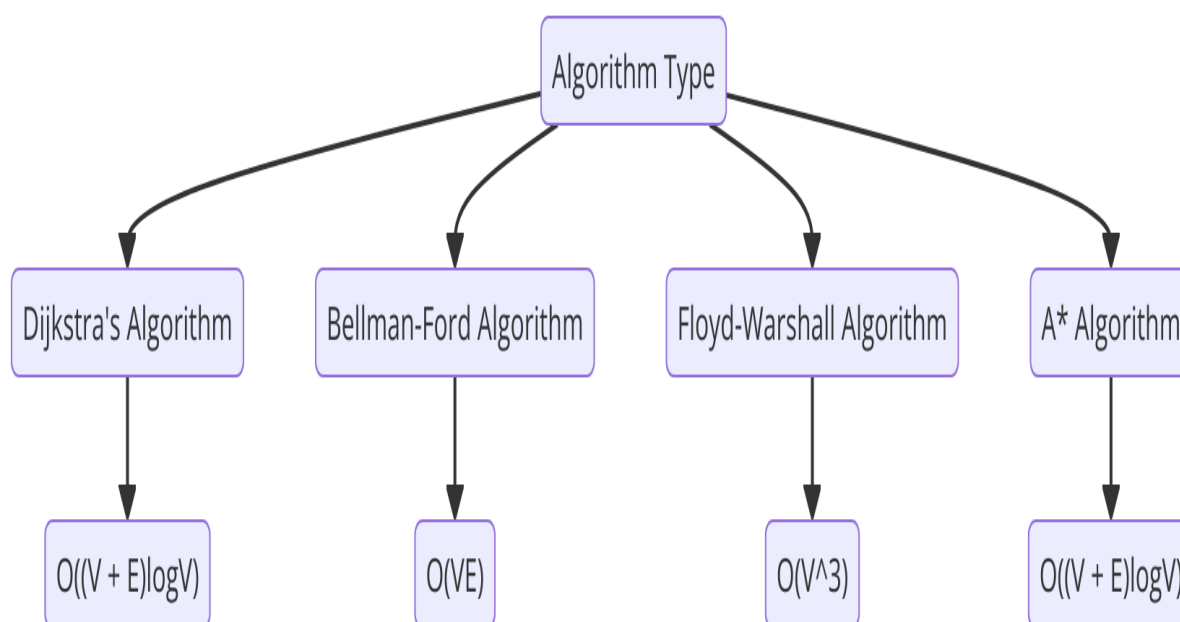 Algorithm Type
Dijkstra's Algorithm
Bellman-Ford Algorithm
Floyd-Warshall Algorithm
A* Algorithm
O((V + E)logV)
O(VE)
O(V^3)
O((V + E)logV)